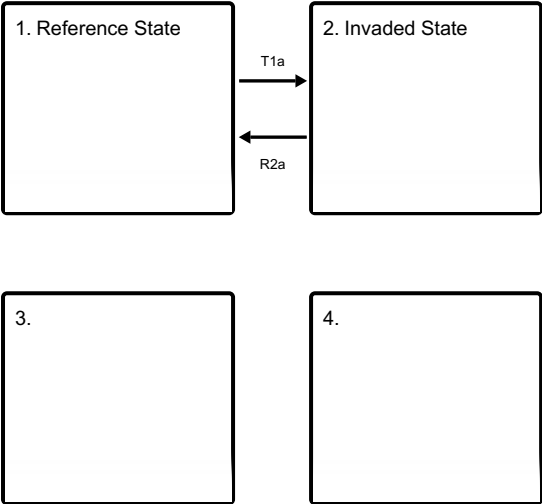 1. Reference State
2. Invaded State
T1a
R2a
3.
4.